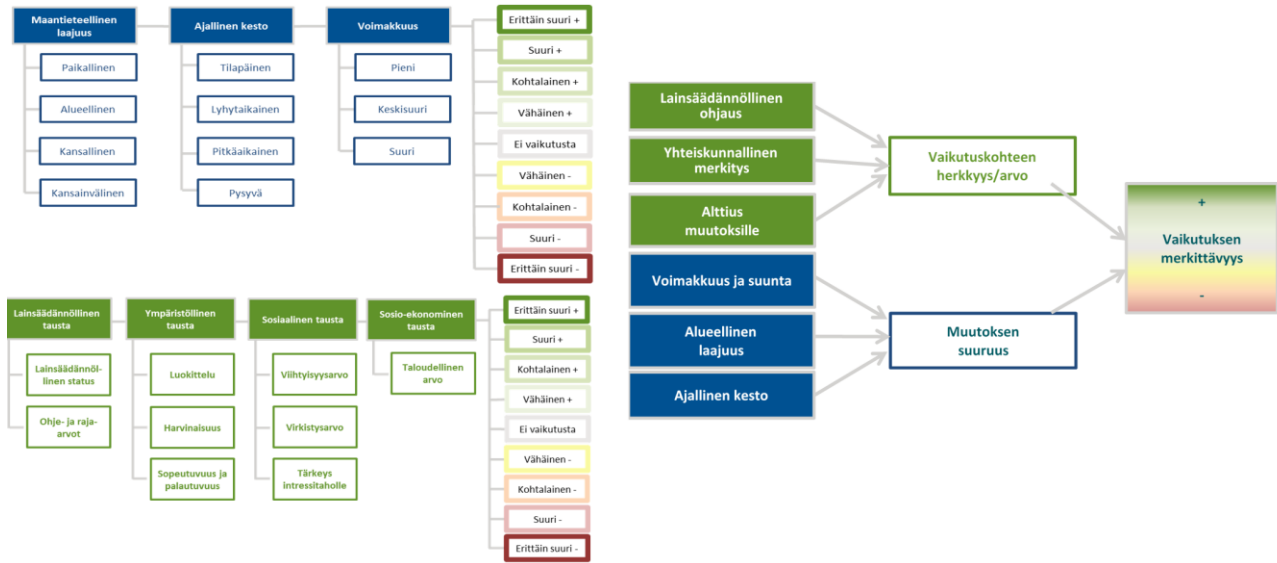 Maantieteellinen
laajuus
Paikallinen
Alueellinen
Kansallinen
Kansainvälinen
Ajallinen kesto
Tilapäinen
Lyhytaikainen
Pitkäaikainen
Pysyvä
Voimakkuus
Pieni
Keskisuuri
Suuri
Erittäin suuri +
Suuri +
Kohtalainen +
Vähäinen +
Ei vaikutusta
Vähäinen -
Kohtalainen -
Suuri -
Erittäin suuri -
Lainsäädännöllinen
tausta
Lainsäädännöl-
linen status
Ohje- ja raja-
arvot
Ympäristöllinen
tausta
Luokittelu
Harvinaisuus
Sopeutuvuus ja
palautuvuus
Sosiaalinen tausta
Viihtyisyysarvo
Virkistysarvo
Tärkeys
intressitaholle
Sosio-ekonominen
tausta
Taloudellinen
arvo
Erittäin suuri +
Suuri +
Kohtalainen +
Vähäinen +
Ei vaikutusta
Vähäinen -
Kohtalainen -
Suuri -
Erittäin suuri -
Lainsäädännöllinen
ohjaus
Yhteiskunnallinen
merkitys
Alttius
muutoksille
Voimakkuus ja suunta
Alueellinen
laajuus
Ajallinen kesto
Vaikutuskohteen
herkkyys/arvo
Muutoksen
suuruus
+
Vaikutuksen
merkittävyys
-